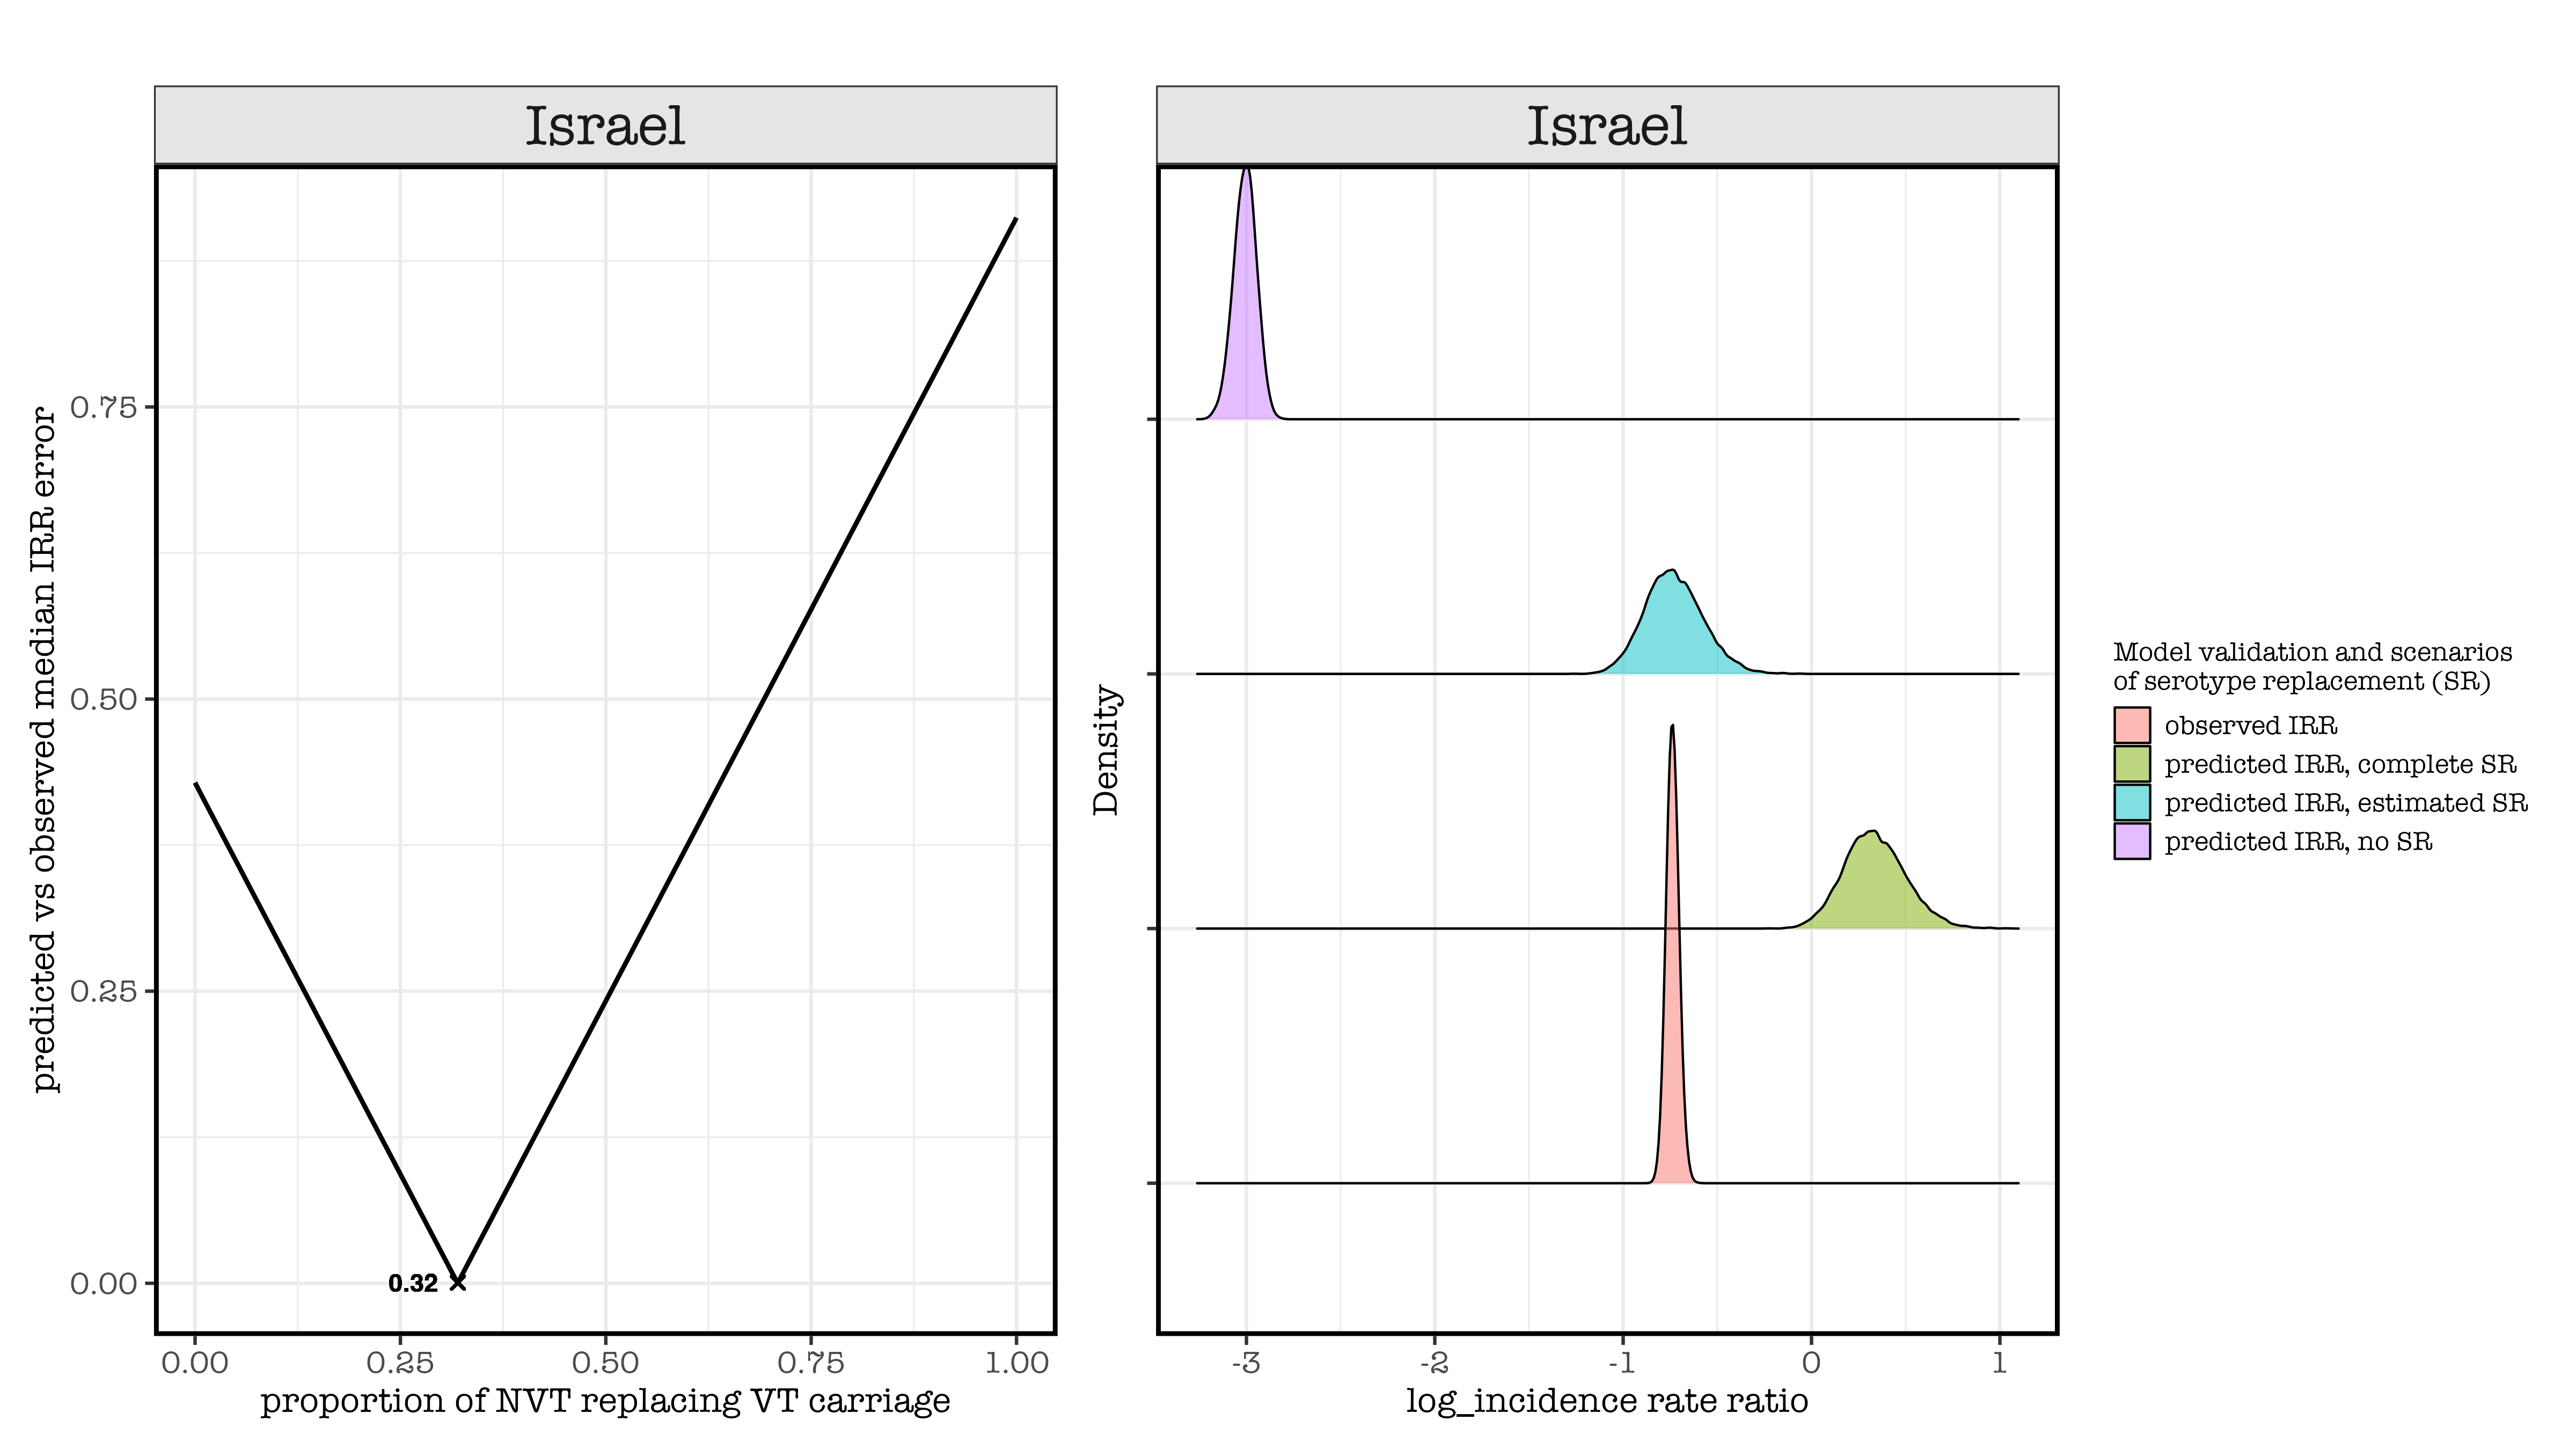 Israel
Israel
predicted vs observed median IRR error
0.75
0.50
0.25
0.00
0.32
0.00 0.25 0.50 0.75 1.00
proportion of NVT replacing VT carriage
Density
-3 -2 -1 0 1
log_incidence rate ratio
Model validation and scenarios
of serotype replacement (SR)
observed IRR
predicted IRR, complete SR
predicted IRR, estimated SR
predicted IRR, no SR